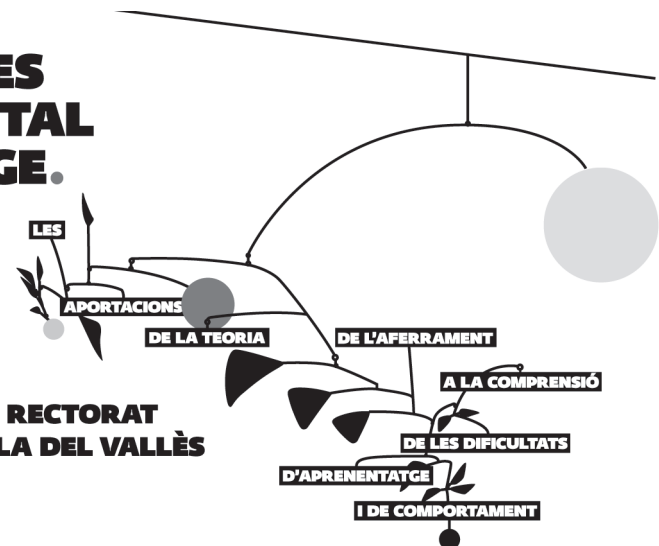 ES
TAL
GE.
LES
APORTACIONS
DE LA TEORIA
DE L'AFERRAMENT
A LA COMPRENSIÓ
DE LES DIFICULTATS
D'APRENENTATGE
I DE COMPORTAMENT
RECTORAT
LA DEL VALLÈS